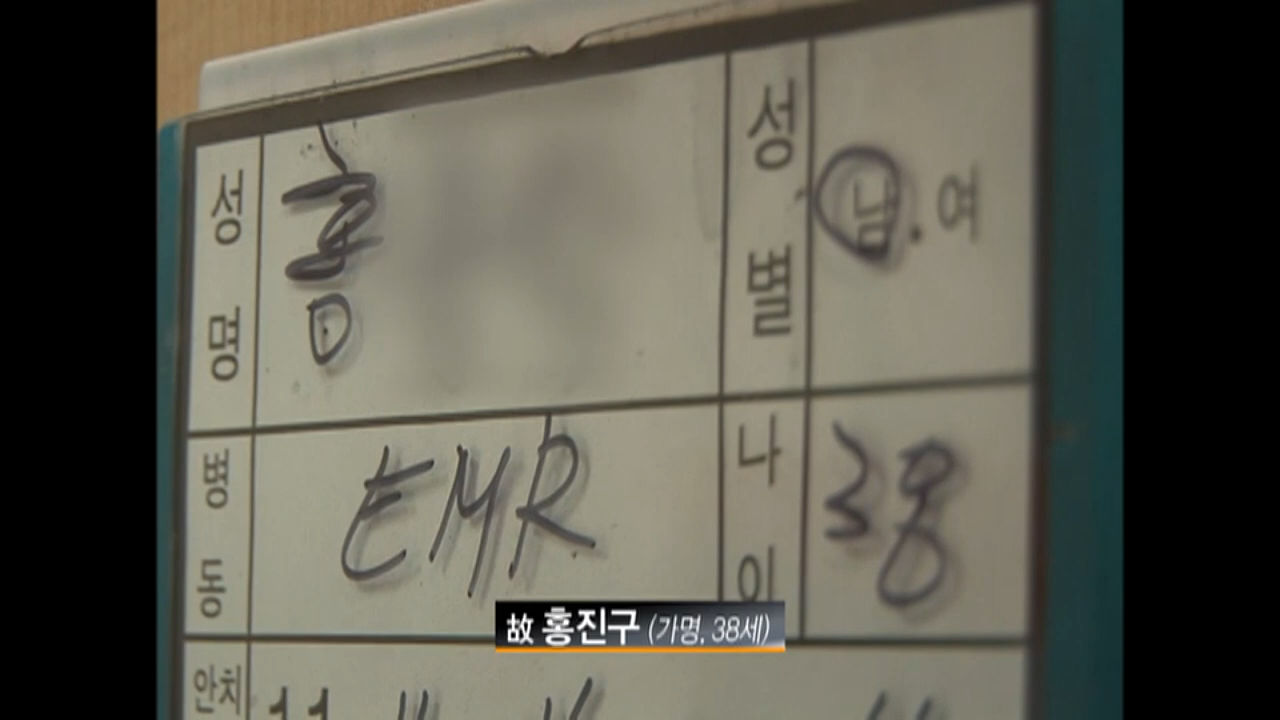 성명 홍 성별 남.여
병동 EMR 나이 38
故 홍진구 (가명, 38세)
안치